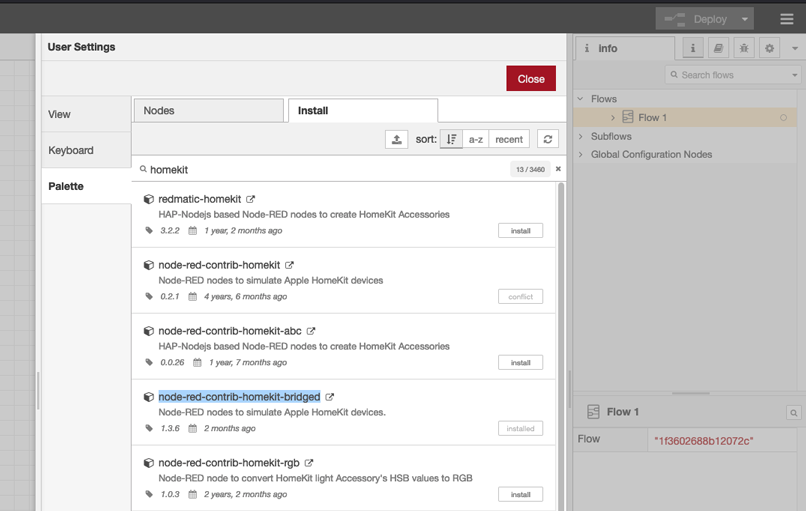 Deploy
User Settings
Close
View
Keyboard
Palette
Nodes
Install
sort:
a-z
recent
homekit
13 / 3460
redmatic-homekit
HAP-Nodejs based Node-RED nodes to create HomeKit Accessories
3.2.2 1 year, 2 months ago
install
node-red-contrib-homekit
Node-RED nodes to simulate Apple HomeKit devices
0.2.1 4 years, 6 months ago
conflict
node-red-contrib-homekit-abc
HAP-Nodejs based Node-RED nodes to create HomeKit Accessories
0.0.26 1 year, 7 months ago
install
node-red-contrib-homekit-bridged
Node-RED nodes to simulate Apple HomeKit devices.
1.3.6 2 months ago
installed
node-red-contrib-homekit-rgb
Node-RED node to convert HomeKit light Accessory's HSB values to RGB
1.0.3 2 years, 2 months ago
install
i info
i
Search flows
Flows
Flow 1
Subflows
Global Configuration Nodes
Flow 1
Flow "1f3602688b12072c"